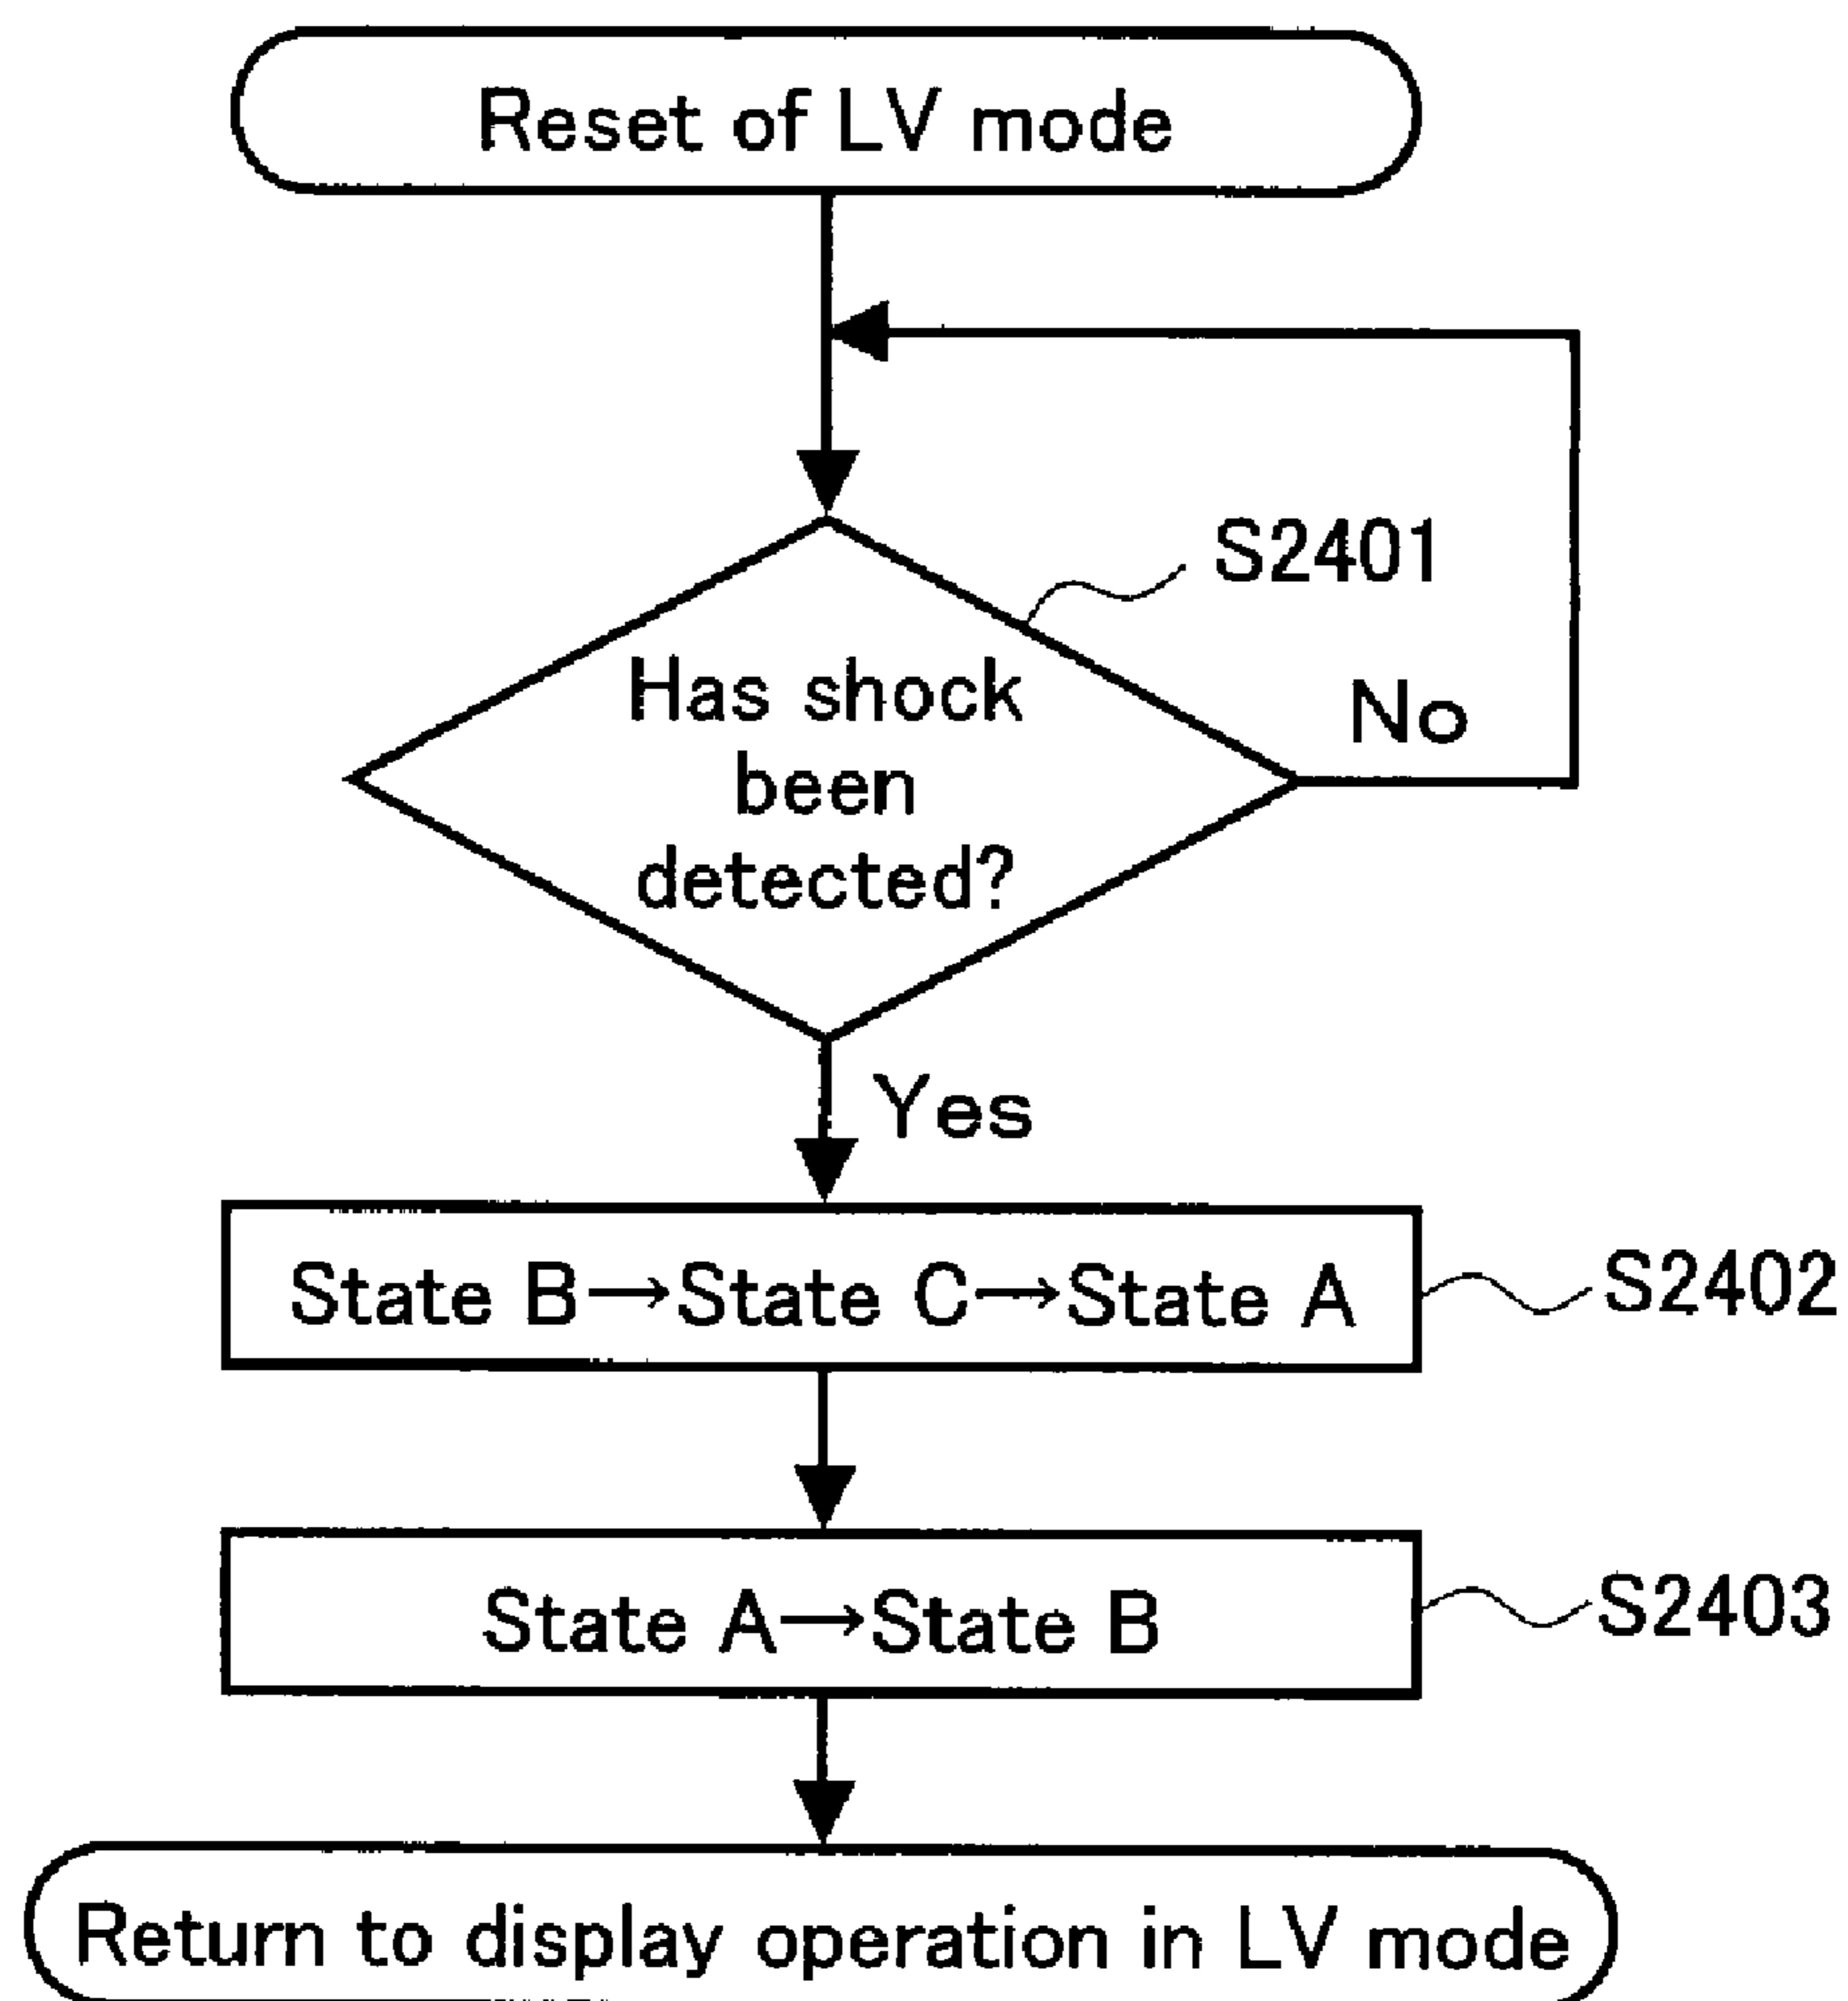 Reset of LV mode
S2401
Has shock
been
detected?
No
Yes
State B→State C→State A
S2402
State A→State B
S2403
Return to display operation in LV mode